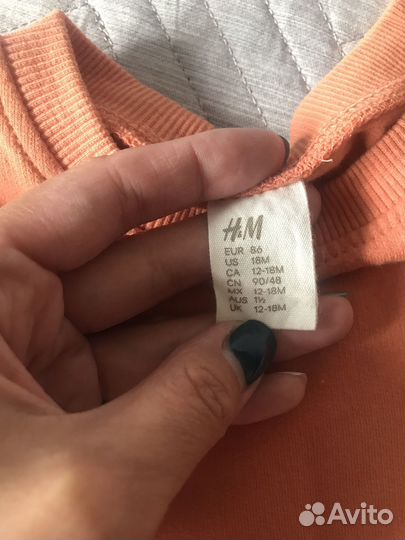 H&M
EUR 86
US 18M
CA 12-18M
CN 90/48
MX 12-18M
AUS 1½
UK 12-18M
Avito